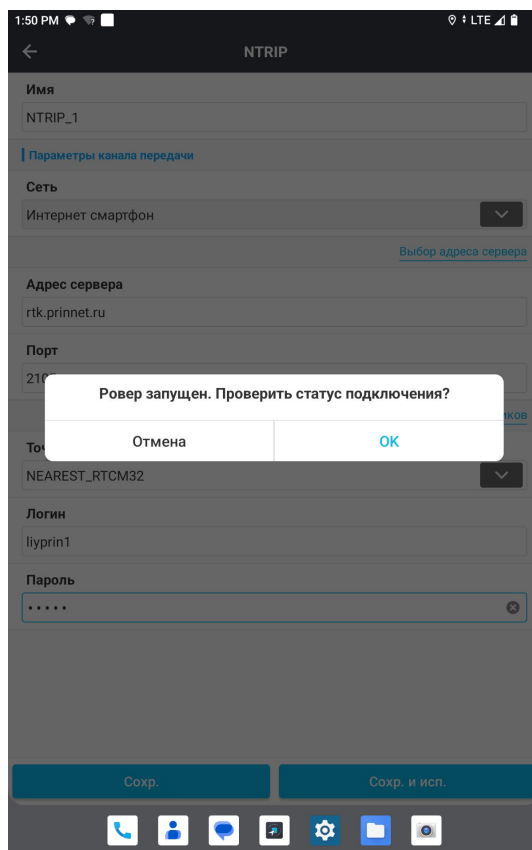 1:50 PM LTE
NTRIP
Имя
NTRIP_1
Параметры канала передачи
Сеть
Интернет смартфон
Выбор адреса сервера
Адрес сервера
rtk.prinnet.ru
Порт
Ровер запущен. Проверить статус подключения?
Отмена
OK
NEAREST_RTCM32
Логин
liyprin1
Пароль
•••••
Сохр.
Сохр. и исп.